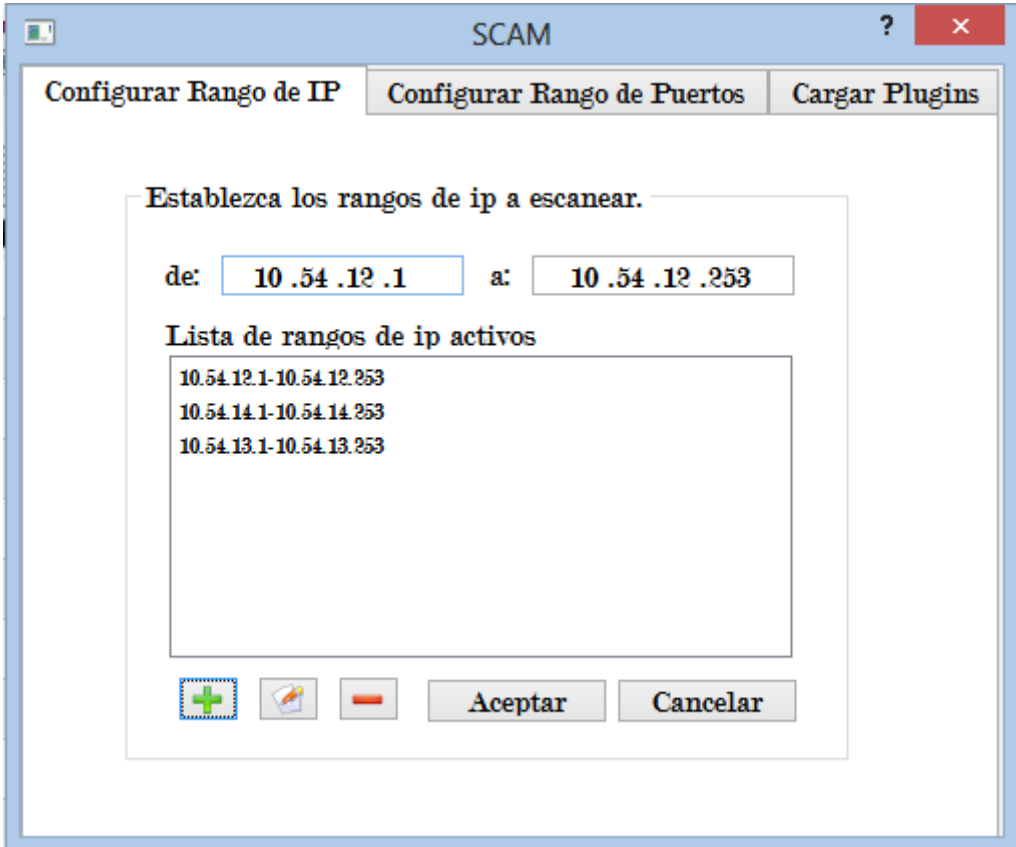 SCAM
?
Configurar Rango de IP Configurar Rango de Puertos Cargar Plugins
Establezca los rangos de ip a escanear.
de: 10 .54 .12 .1 a: 10 .54 .12 .253
Lista de rangos de ip activos
10.54.12.1-10.54.12.253
10.54.14.1-10.54.14.253
10.54.13.1-10.54.13.253
Aceptar Cancelar